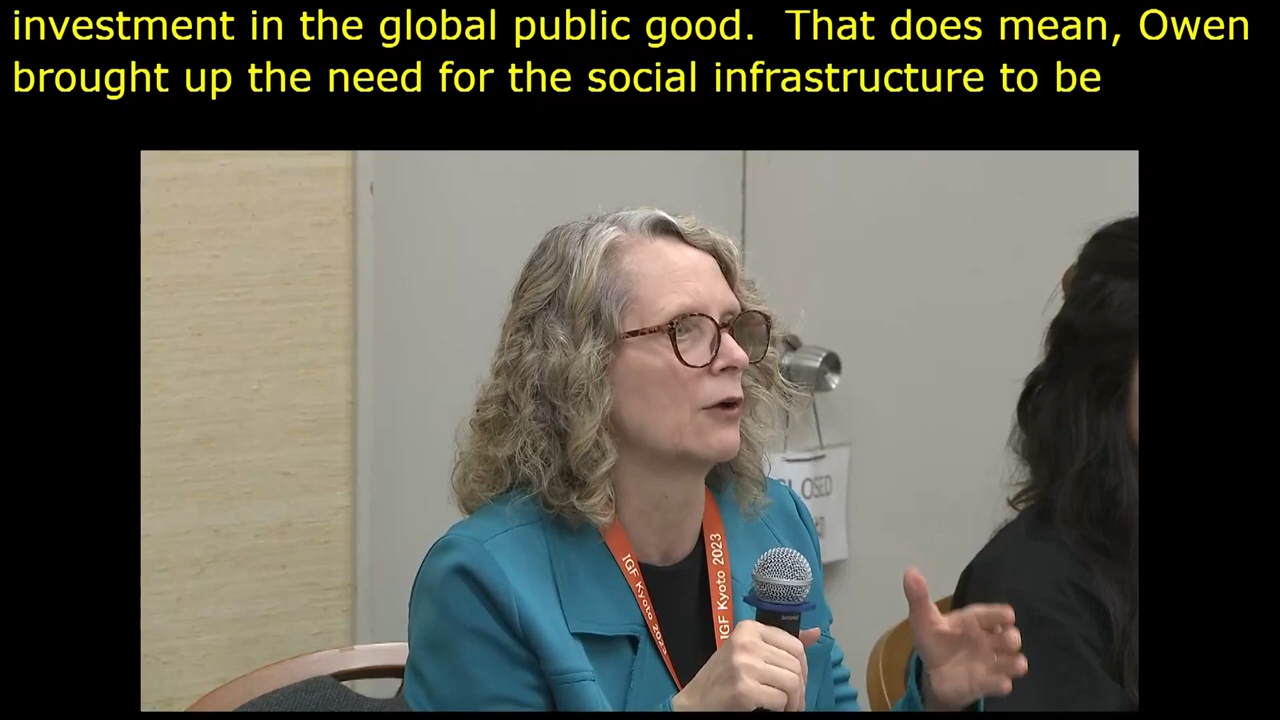 investment in the global public good.  That does mean, Owen
brought up the need for the social infrastructure to be
IGF Kyoto 2023
IGF Kyoto 2023
CLOSED